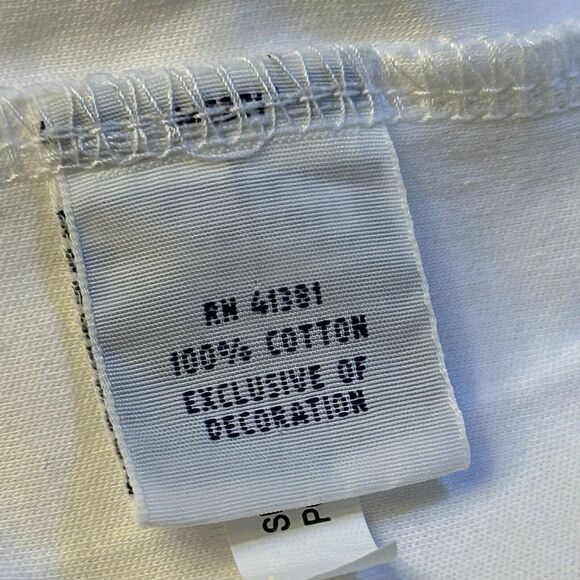 RN 41381
100% COTTON
EXCLUSIVE OF
DECORATION